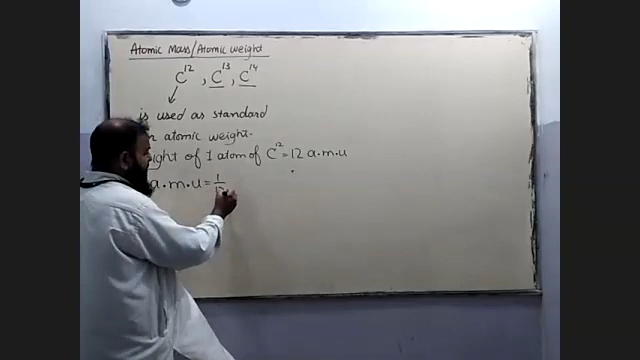 Atomic Mass/Atomic weight
C¹², C¹³, C¹⁴
is used as standard
atomic weight-
of 1 atom of C¹² = 12 a.m.u
a.m.u = 1/